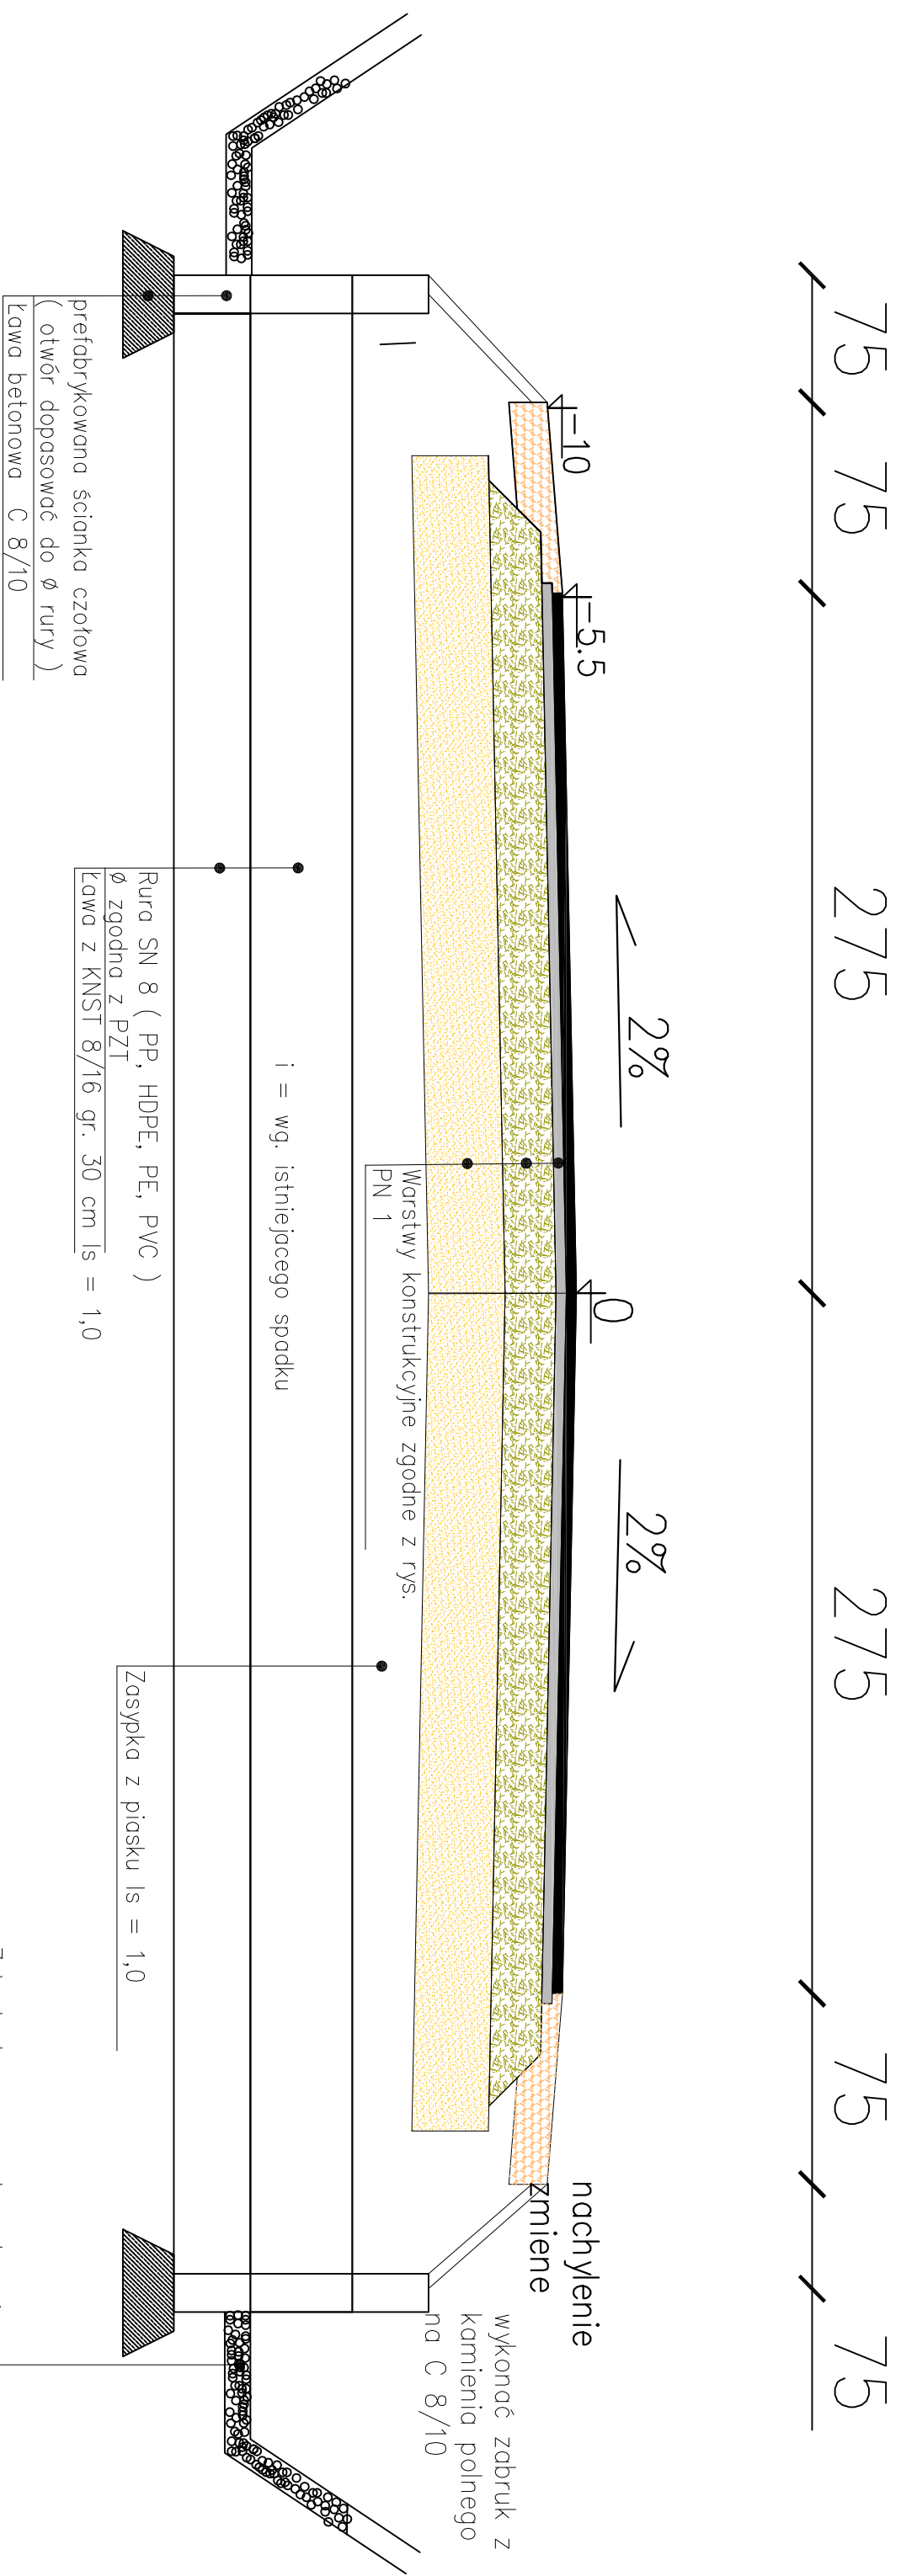 75
75
275
275
75
75
-10
-5.5
2%
0
2%
nachylenie
zmiene
wykonać zabruk z
kamienia polnego
na C 8/10
Warstwy konstrukcyjne zgodne z rys.
PN 1
i = wg. istniejacego spadku
Rura SN 8 ( PP, HDPE, PE, PVC )
Ø zgodna z PZT
Ława z KNST 8/16 gr. 30 cm Is = 1,0
Zasypka z piasku Is = 1,0
prefabrykowana ścianka czołowa
( otwór dopasować do Ø rury )
Ława betonowa C 8/10